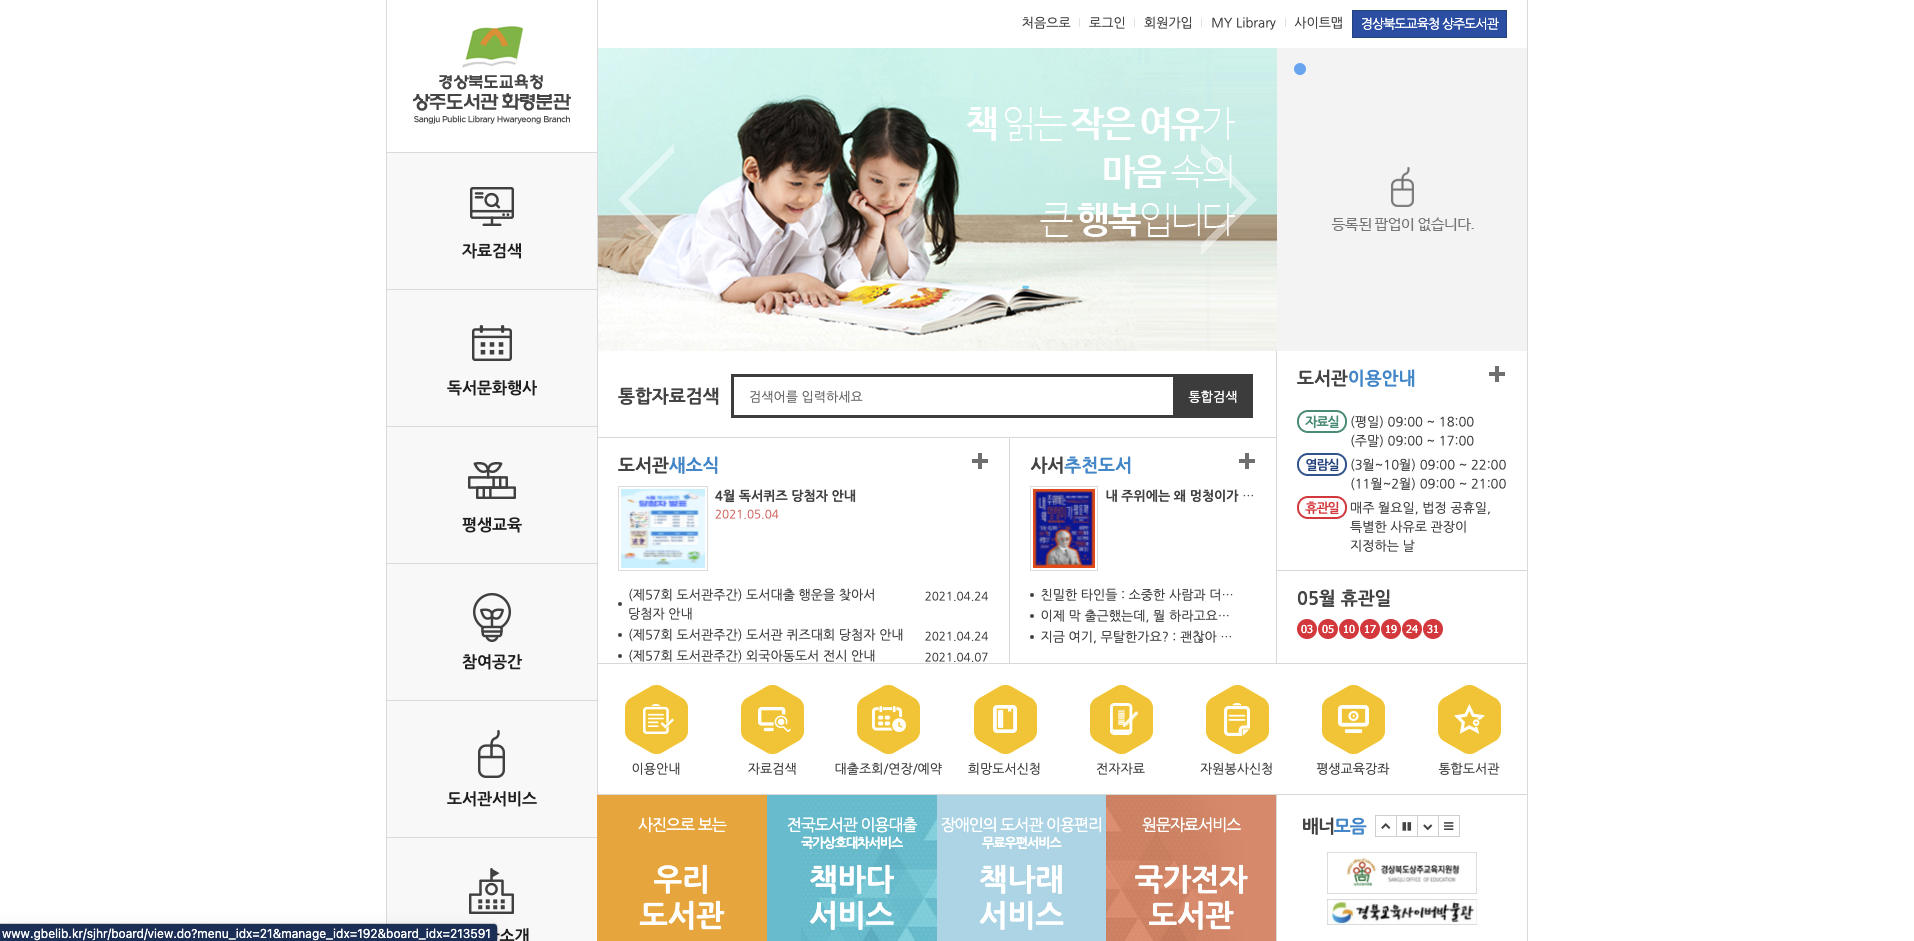 처음으로
로그인
회원가입
MY Library
사이트맵
경상북도교육청 상주도서관
경상북도교육청
상주도서관 화령분관
Sangju Public Library Hwaryeong Branch
자료검색
독서문화행사
평생교육
참여공간
도서관서비스
소개
책 읽는 작은 여유가
마음 속의
큰 행복입니다
등록된 팝업이 없습니다.
통합자료검색
검색어를 입력하세요
통합검색
도서관이용안내
자료실 (평일) 09:00 ~ 18:00
(주말) 09:00 ~ 17:00
열람실 (3월~10월) 09:00 ~ 22:00
(11월~2월) 09:00 ~ 21:00
휴관일 매주 월요일, 법정 공휴일,
특별한 사유로 관장이
지정하는 날
도서관새소식
4월 독서퀴즈 당첨자 안내
2021.05.04
(제57회 도서관주간) 도서대출 행운을 찾아서 2021.04.24
당첨자 안내
(제57회 도서관주간) 도서관 퀴즈대회 당첨자 안내 2021.04.24
(제57회 도서관주간) 외국아동도서 전시 안내 2021.04.07
사서추천도서
내 주위에는 왜 멍청이가 …
친밀한 타인들 : 소중한 사람과 더…
이제 막 출근했는데, 뭘 하라고요…
지금 여기, 무탈한가요? : 괜찮아 …
05월 휴관일
03 05 10 17 19 24 31
이용안내
자료검색
대출조회/연장/예약
희망도서신청
전자자료
자원봉사신청
평생교육강좌
통합도서관
사진으로 보는
우리
도서관
전국도서관 이용대출
국가상호대차서비스
책바다
서비스
장애인의 도서관 이용편리
무료우편서비스
책나래
서비스
원문자료서비스
국가전자
도서관
배너모음
경상북도상주교육지원청
SANGJU OFFICE OF EDUCATION
경북교육사이버박물관
www.gbelib.kr/sjhr/board/view.do?menu_idx=21&manage_idx=192&board_idx=213591